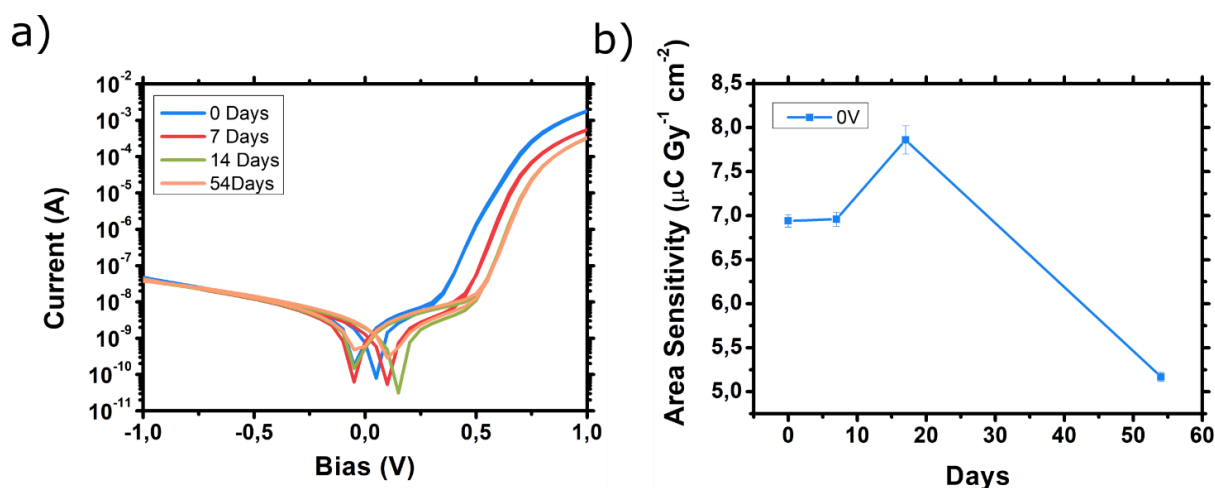 a)
10⁻²
10⁻³
10⁻⁴
10⁻⁵
10⁻⁶
10⁻⁷
10⁻⁸
10⁻⁹
10⁻¹⁰
10⁻¹¹
Current (A)
0 Days
7 Days
14 Days
54Days
-1,0 -0,5 0,0 0,5 1,0
Bias (V)
b)
8,5
8,0
7,5
7,0
6,5
6,0
5,5
5,0
Area Sensitivity (μC Gy⁻¹ cm⁻²)
0V
0 10 20 30 40 50 60
Days